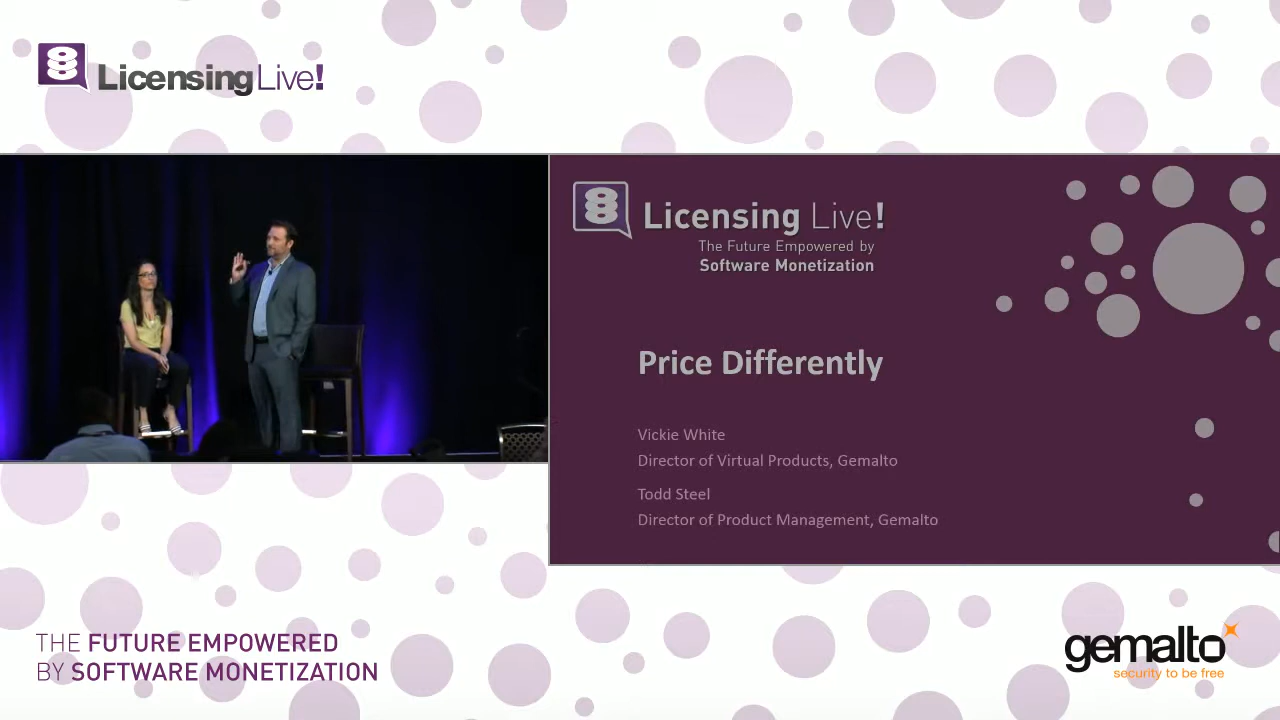 Licensing Live!
Licensing Live!
The Future Empowered by
Software Monetization
Price Differently
Vickie White
Director of Virtual Products, Gemalto
Todd Steel
Director of Product Management, Gemalto
THE FUTURE EMPOWERED
BY SOFTWARE MONETIZATION
gemalto
security to be free